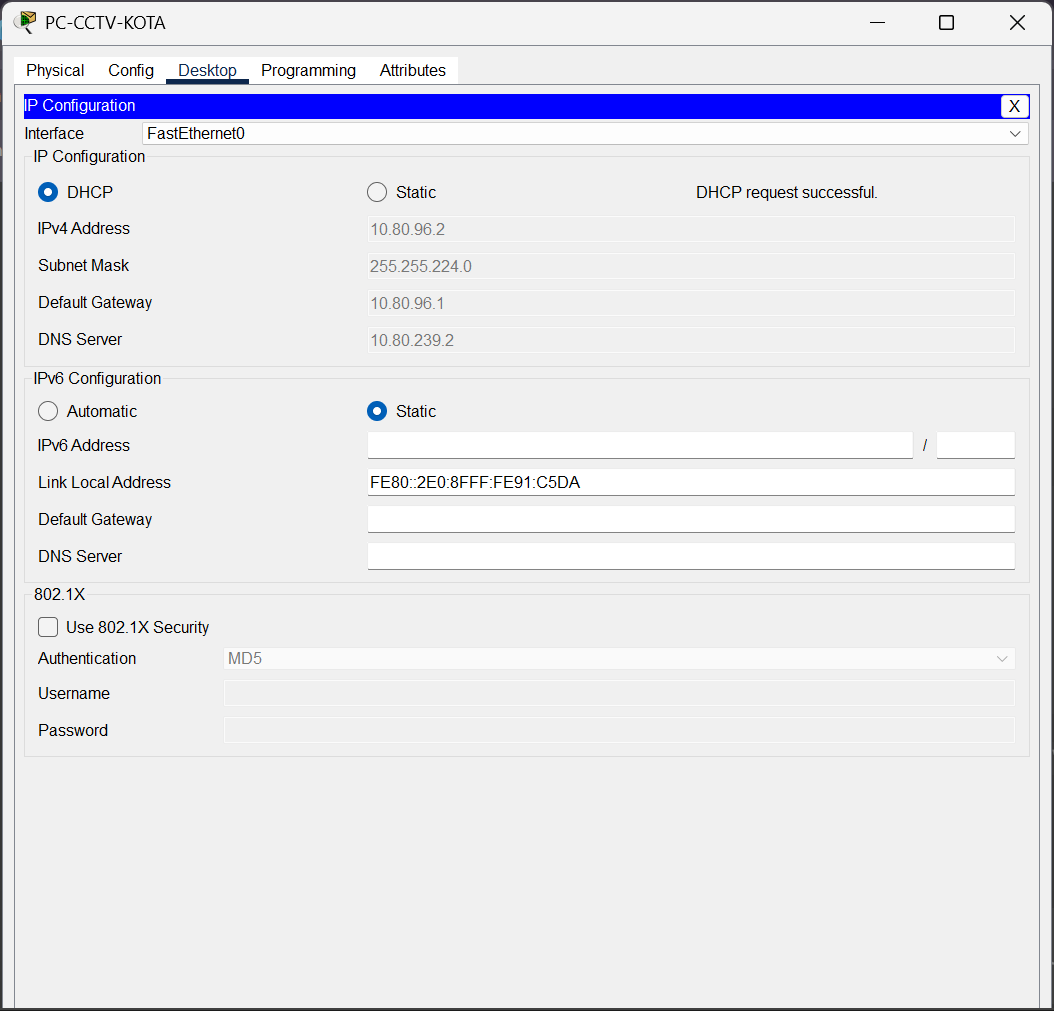 PC-CCTV-KOTA
Physical Config Desktop Programming Attributes
IP Configuration X
Interface FastEthernet0
IP Configuration
DHCP Static DHCP request successful.
IPv4 Address 10.80.96.2
Subnet Mask 255.255.224.0
Default Gateway 10.80.96.1
DNS Server 10.80.239.2
IPv6 Configuration
Automatic Static
IPv6 Address /
Link Local Address FE80::2E0:8FFF:FE91:C5DA
Default Gateway
DNS Server
802.1X
Use 802.1X Security
Authentication MD5
Username
Password